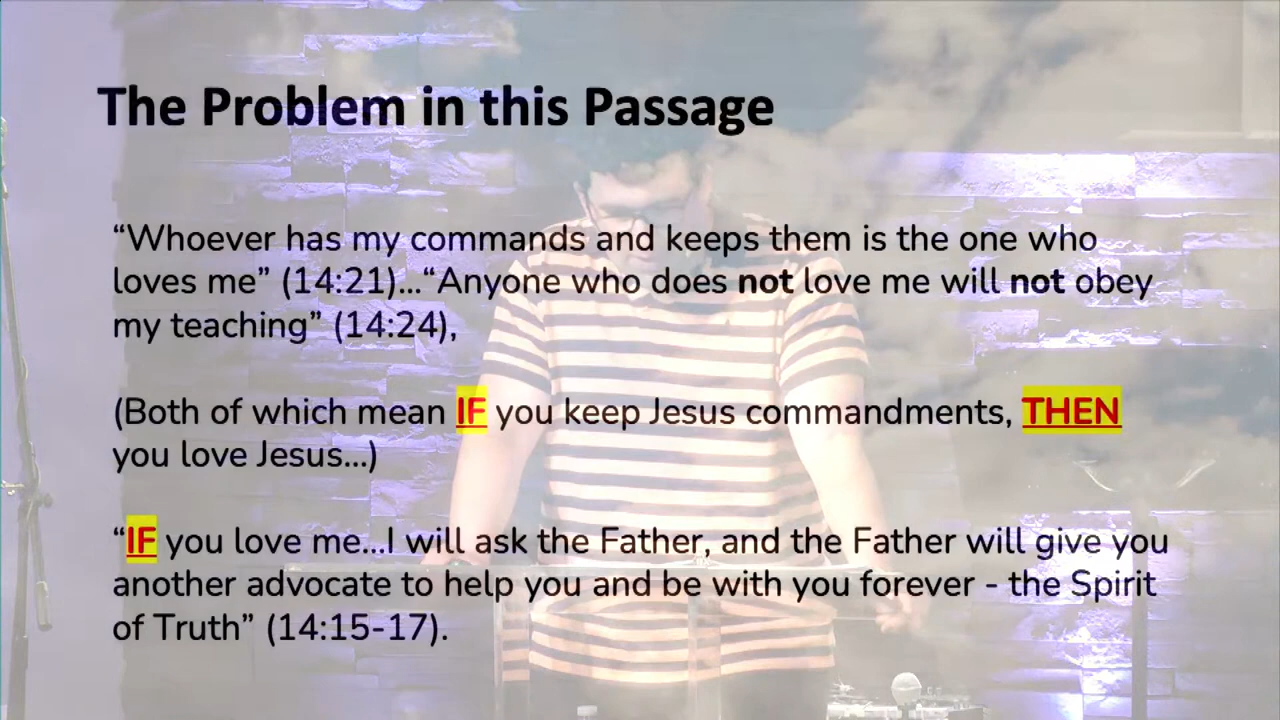 The Problem in this Passage
“Whoever has my commands and keeps them is the one who
loves me” (14:21)...“Anyone who does not love me will not obey
my teaching” (14:24),
(Both of which mean IF you keep Jesus commandments, THEN
you love Jesus...)
“IF you love me...I will ask the Father, and the Father will give you
another advocate to help you and be with you forever - the Spirit
of Truth” (14:15-17).